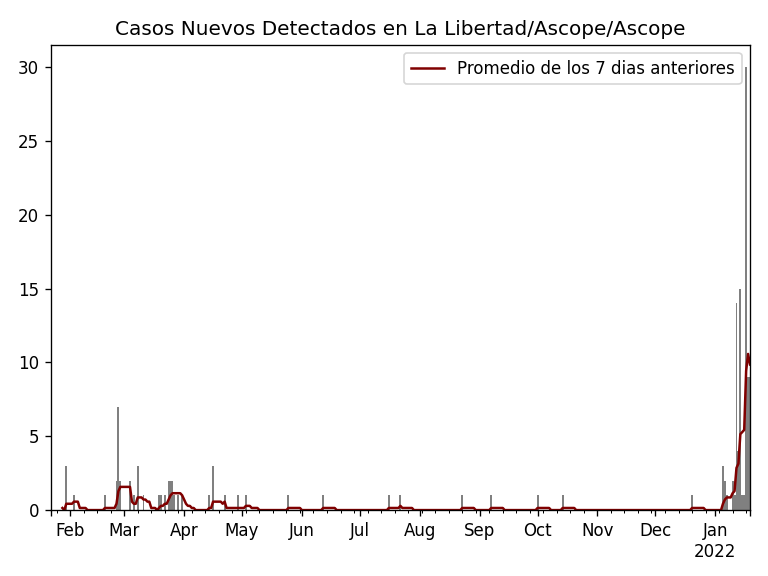 Casos Nuevos Detectados en La Libertad/Ascope/Ascope
Promedio de los 7 dias anteriores
30
25
20
15
10
5
0
Feb Mar Apr May Jun Jul Aug Sep Oct Nov Dec Jan
2022